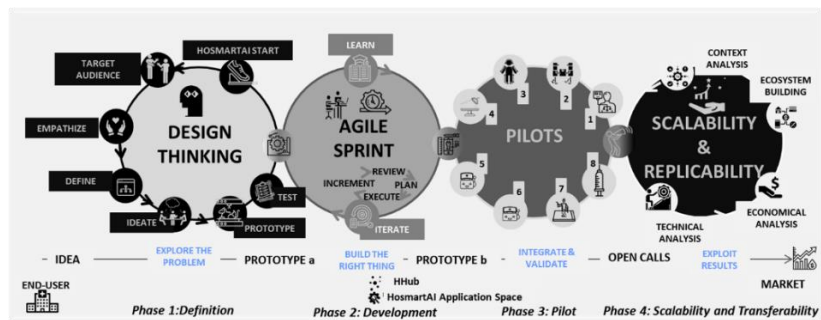 HOSMARTAI START
TARGET
AUDIENCE
EMPATHIZE
DEFINE
IDEATE
PROTOTYPE
TEST
DESIGN
THINKING
LEARN
AGILE
SPRINT
REVIEW
INCREMENT
PLAN
EXECUTE
ITERATE
PILOTS
1
2
3
4
5
6
7
8
CONTEXT
ANALYSIS
ECOSYSTEM
BUILDING
SCALABILITY
&
REPLICABILITY
TECHNICAL
ANALYSIS
ECONOMICAL
ANALYSIS
IDEA
EXPLORE THE
PROBLEM
PROTOTYPE a
BUILD THE
RIGHT THING
PROTOTYPE b
INTEGRATE &
VALIDATE
OPEN CALLS
EXPLOIT
RESULTS
MARKET
END-USER
HHub
HosmartAI Application Space
Phase 1:Definition
Phase 2: Development
Phase 3: Pilot
Phase 4: Scalability and Transferability